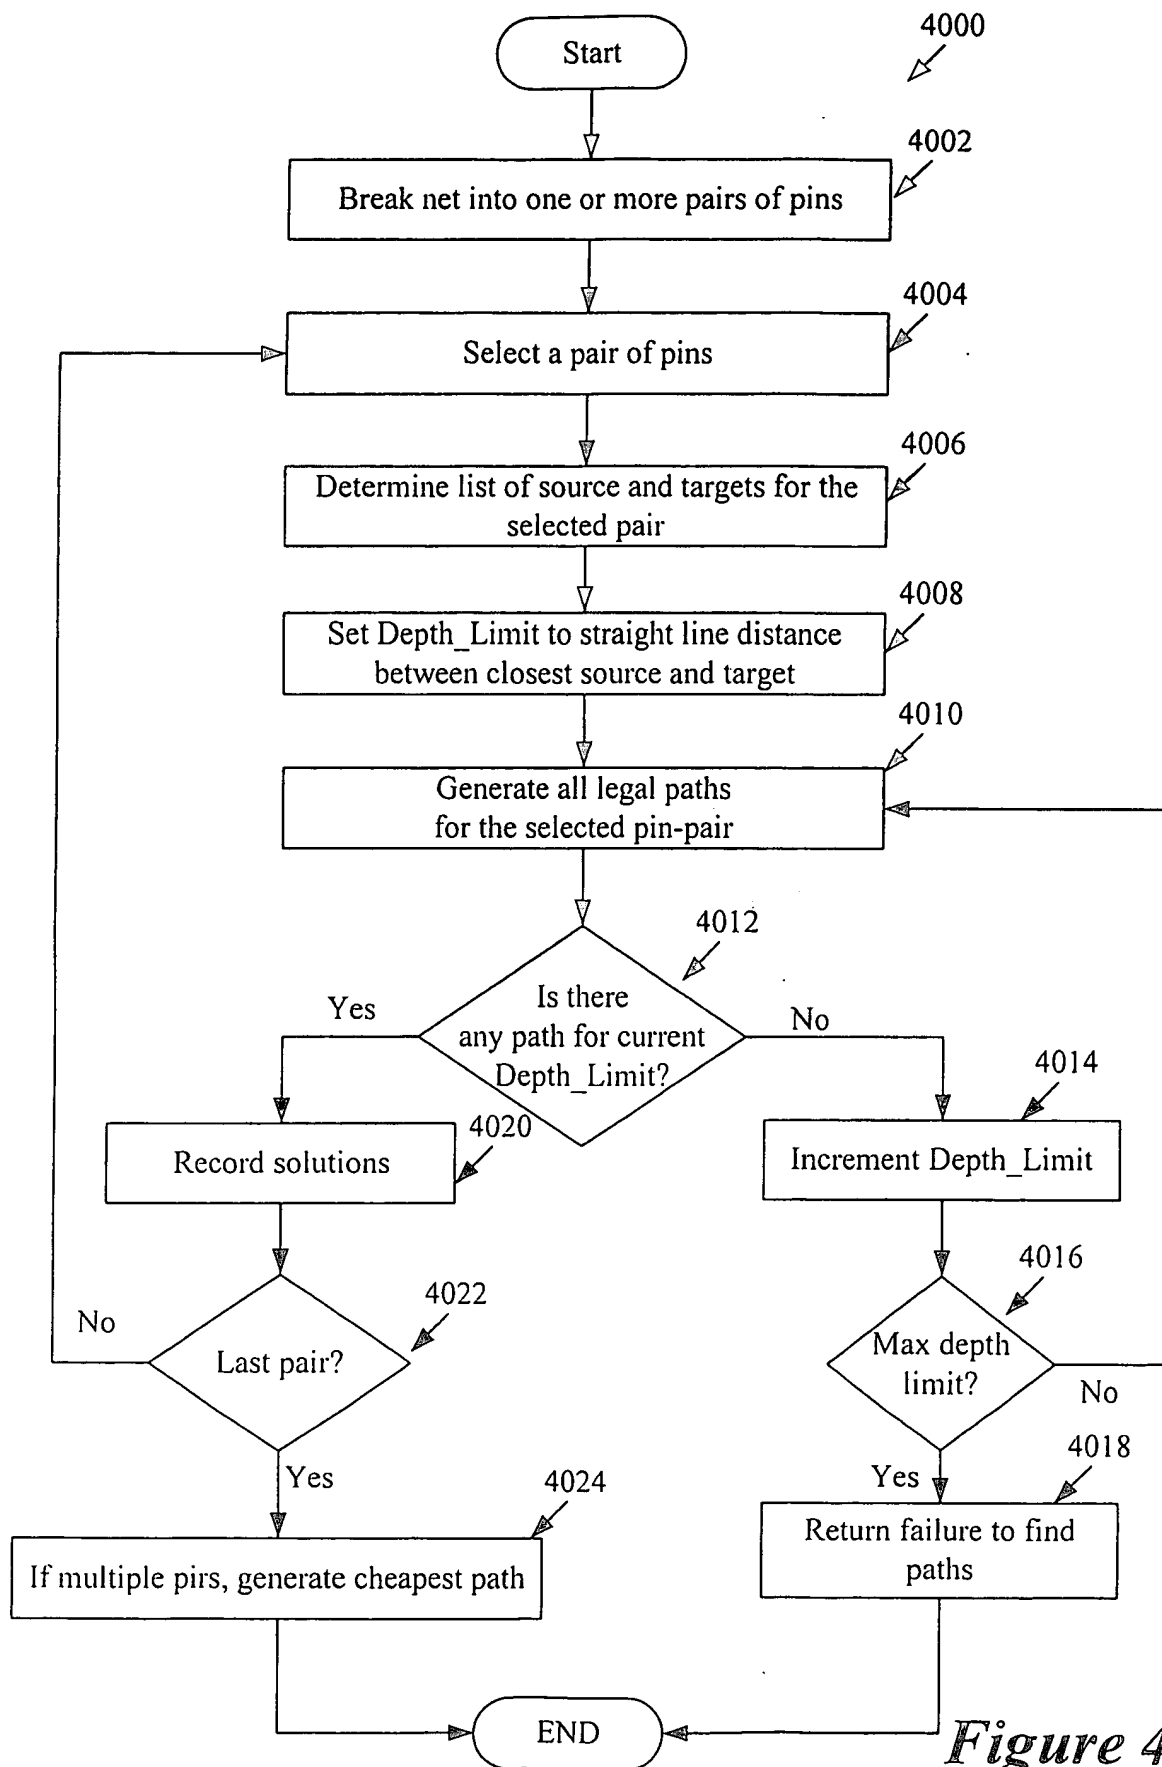 4000
Start
4002
Break net into one or more pairs of pins
4004
Select a pair of pins
4006
Determine list of source and targets for the
selected pair
4008
Set Depth_Limit to straight line distance
between closest source and target
4010
Generate all legal paths
for the selected pin-pair
4012
Is there
any path for current
Depth_Limit?
Yes
No
4014
Increment Depth_Limit
4020
Record solutions
4016
Max depth
limit?
No
4022
Last pair?
No
Yes
4018
Yes
Return failure to find
paths
4024
If multiple pirs, generate cheapest path
END
Figure 4